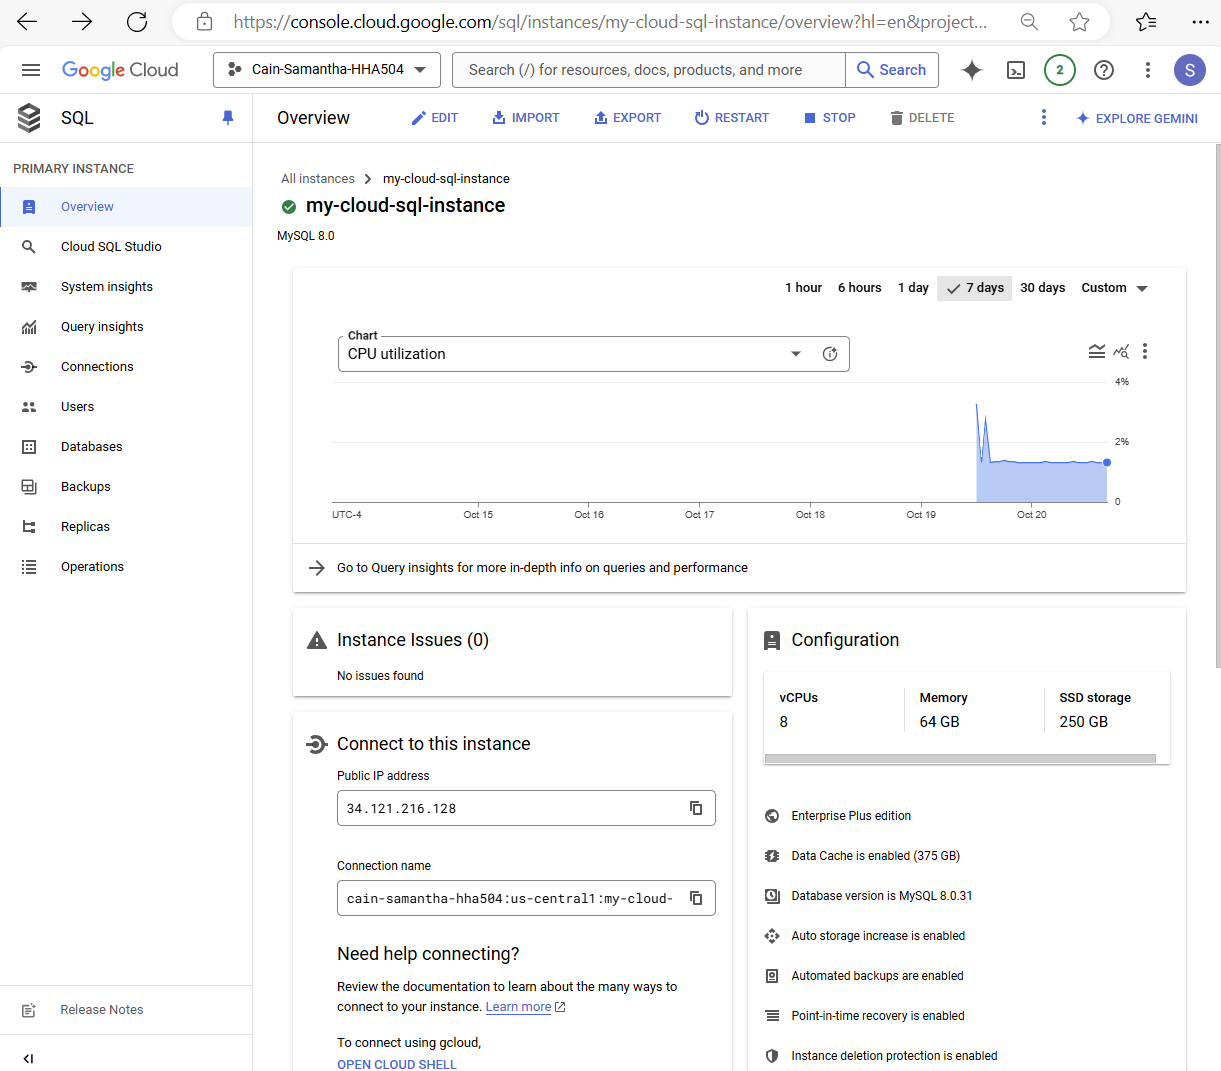 https://console.cloud.google.com/sql/instances/my-cloud-sql-instance/overview?hl=en&project...
Google Cloud
Cain-Samantha-HHA504
Search (/) for resources, docs, products, and more
Search
2
S
SQL
Overview
EDIT
IMPORT
EXPORT
RESTART
STOP
DELETE
EXPLORE GEMINI
PRIMARY INSTANCE
Overview
Cloud SQL Studio
System insights
Query insights
Connections
Users
Databases
Backups
Replicas
Operations
Release Notes
All instances
my-cloud-sql-instance
my-cloud-sql-instance
MySQL 8.0
1 hour
6 hours
1 day
7 days
30 days
Custom
Chart
CPU utilization
4%
2%
0
UTC-4
Oct 15
Oct 16
Oct 17
Oct 18
Oct 19
Oct 20
Go to Query insights for more in-depth info on queries and performance
Instance Issues (0)
No issues found
Connect to this instance
Public IP address
34.121.216.128
Connection name
cain-samantha-hha504:us-central1:my-cloud-
Need help connecting?
Review the documentation to learn about the many ways to
connect to your instance. Learn more
To connect using gcloud,
OPEN CLOUD SHELL
Configuration
vCPUs
8
Memory
64 GB
SSD storage
250 GB
Enterprise Plus edition
Data Cache is enabled (375 GB)
Database version is MySQL 8.0.31
Auto storage increase is enabled
Automated backups are enabled
Point-in-time recovery is enabled
Instance deletion protection is enabled